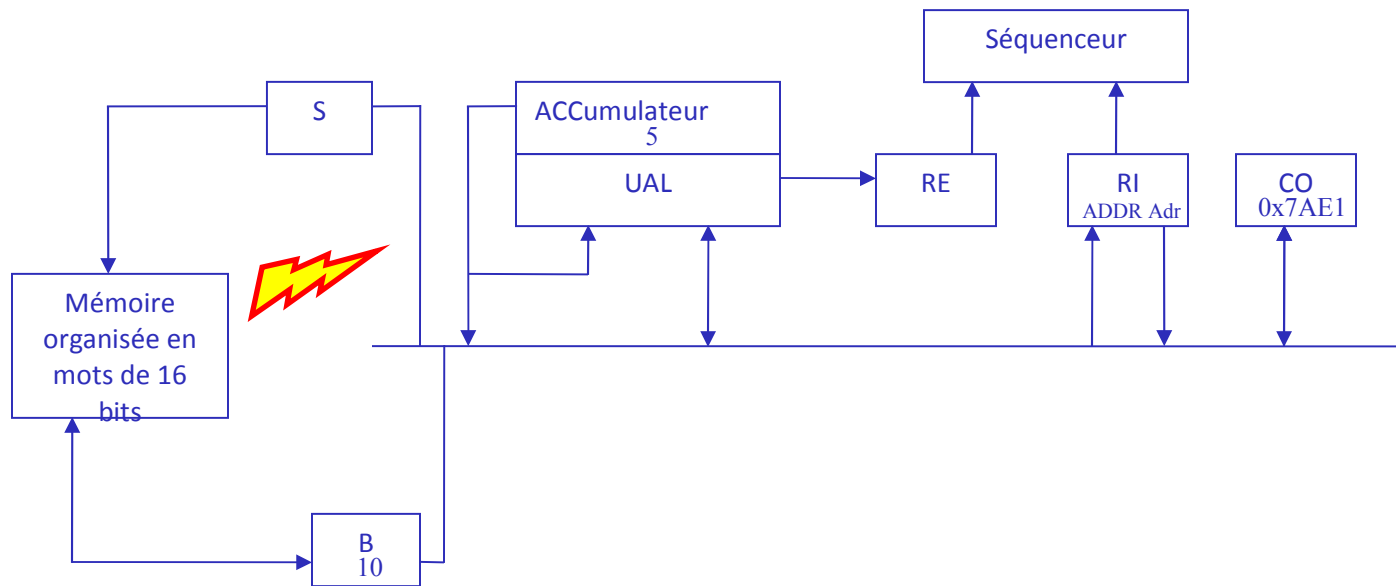 Séquenceur
S
ACCumulateur
5
UAL
RE
RI
ADDR Adr
CO
0x7AE1
Mémoire
organisée en
mots de 16
bits
B
10